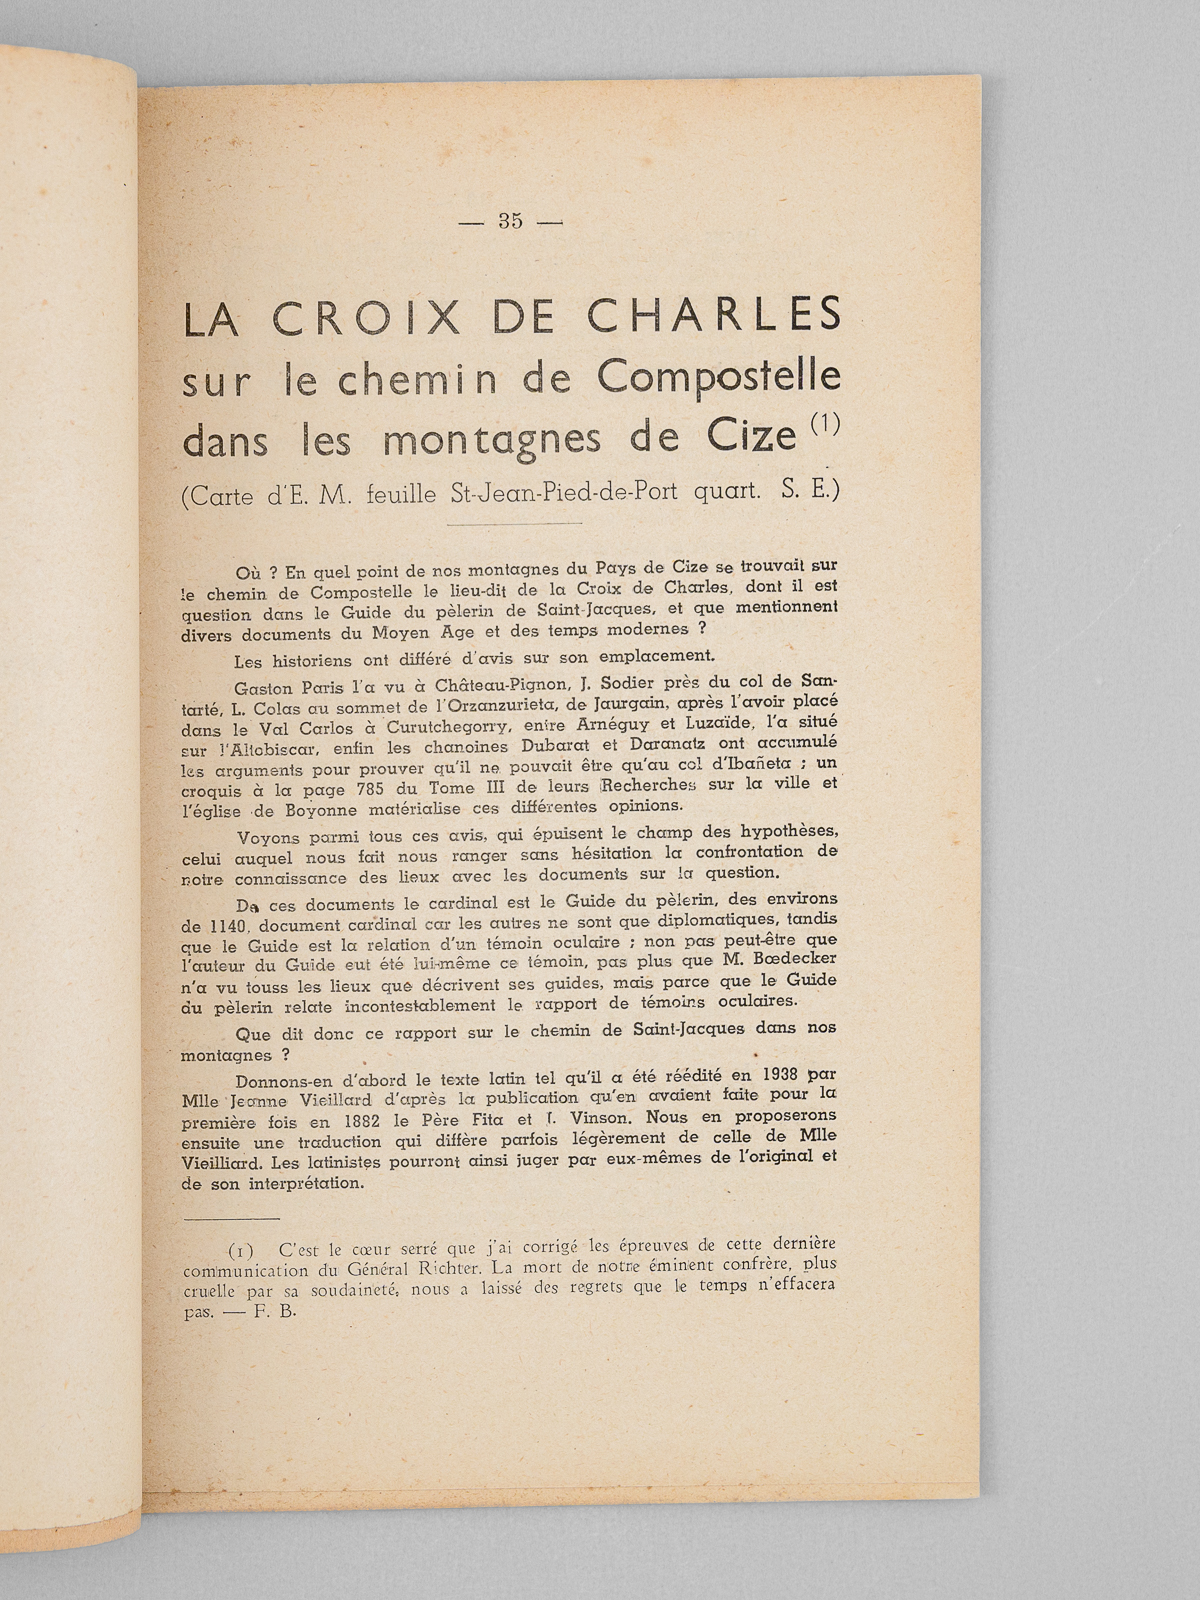 — 35 —
LA CROIX DE CHARLES
sur le chemin de Compostelle
dans les montagnes de Cize (1)
(Carte d'E. M. feuille St-Jean-Pied-de-Port quart. S. E.)
Où ? En quel point de nos montagnes du Pays de Cize se trouvait sur
le chemin de Compostelle le lieu-dit de la Croix de Charles, dont il est
question dans le Guide du pèlerin de Saint-Jacques, et que mentionnent
divers documents du Moyen Age et des temps modernes ?
Les historiens ont différé d'avis sur son emplacement.
Gaston Paris l'a vu à Château-Pignon, J. Sodier près du col de San-
tarté, L. Colas au sommet de l'Orzanzurieta, de Jaurgain, après l'avoir placé
dans le Val Carlos à Curutchegorry, entre Arnéguy et Luzaïde, l'a situé
sur l'Altobiscar, enfin les chanoines Dubarat et Daranatz ont accumulé
les arguments pour prouver qu'il ne pouvait être qu'au col d'Ibañeta ; un
croquis à la page 785 du Tome III de leurs Recherches sur la ville et
l'église de Boyonne matérialise ces différentes opinions.
Voyons parmi tous ces avis, qui épuisent le champ des hypothèses,
celui auquel nous fait nous ranger sans hésitation la confrontation de
notre connaissance des lieux avec les documents sur la question.
De ces documents le cardinal est le Guide du pèlerin, des environs
de 1140, document cardinal car les autres ne sont que diplomatiques, tandis
que le Guide est la relation d'un témoin oculaire ; non pas peut-être que
l'auteur du Guide eut été lui-même ce témoin, pas plus que M. Bœdecker
n'a vu touss les lieux que décrivent ses guides, mais parce que le Guide
du pèlerin relate incontestablement le rapport de témoins oculaires.
Que dit donc ce rapport sur le chemin de Saint-Jacques dans nos
montagnes ?
Donnons-en d'abord le texte latin tel qu'il a été réédité en 1938 par
Mlle Jeanne Vieillard d'après la publication qu'en avaient faite pour la
première fois en 1882 le Père Fita et J. Vinson. Nous en proposerons
ensuite une traduction qui diffère parfois légèrement de celle de Mlle
Vieilliard. Les latinistes pourront ainsi juger par eux-mêmes de l'original et
de son interprétation.
(1) C'est le cœur serré que j'ai corrigé les épreuves de cette dernière
communication du Général Richter. La mort de notre éminent confrère, plus
cruelle par sa soudaineté, nous a laissé des regrets que le temps n'effacera
pas. — F. B.